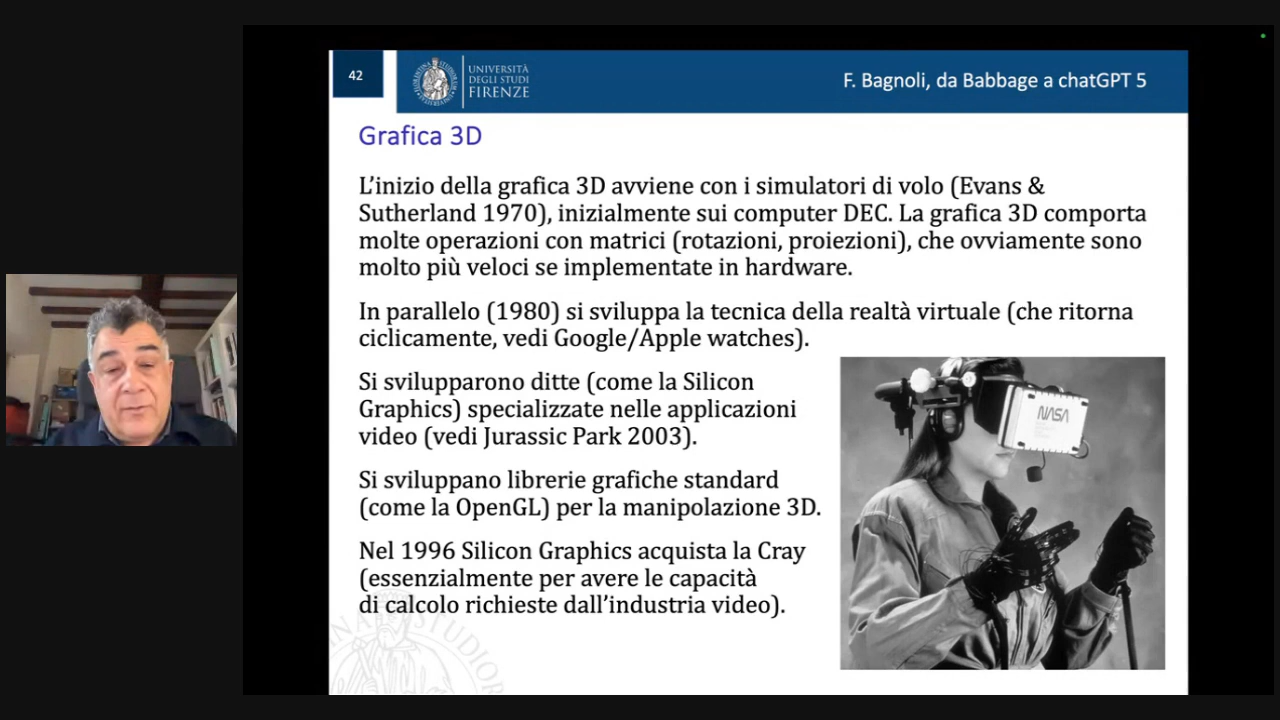 42
UNIVERSITÀ
DEGLI STUDI
FIRENZE
F. Bagnoli, da Babbage a chatGPT 5
Grafica 3D
L’inizio della grafica 3D avviene con i simulatori di volo (Evans &
Sutherland 1970), inizialmente sui computer DEC. La grafica 3D comporta
molte operazioni con matrici (rotazioni, proiezioni), che ovviamente sono
molto più veloci se implementate in hardware.
In parallelo (1980) si sviluppa la tecnica della realtà virtuale (che ritorna
ciclicamente, vedi Google/Apple watches).
Si svilupparono ditte (come la Silicon
Graphics) specializzate nelle applicazioni
video (vedi Jurassic Park 2003).
Si sviluppano librerie grafiche standard
(come la OpenGL) per la manipolazione 3D.
Nel 1996 Silicon Graphics acquista la Cray
(essenzialmente per avere le capacità
di calcolo richieste dall’industria video).
NASA